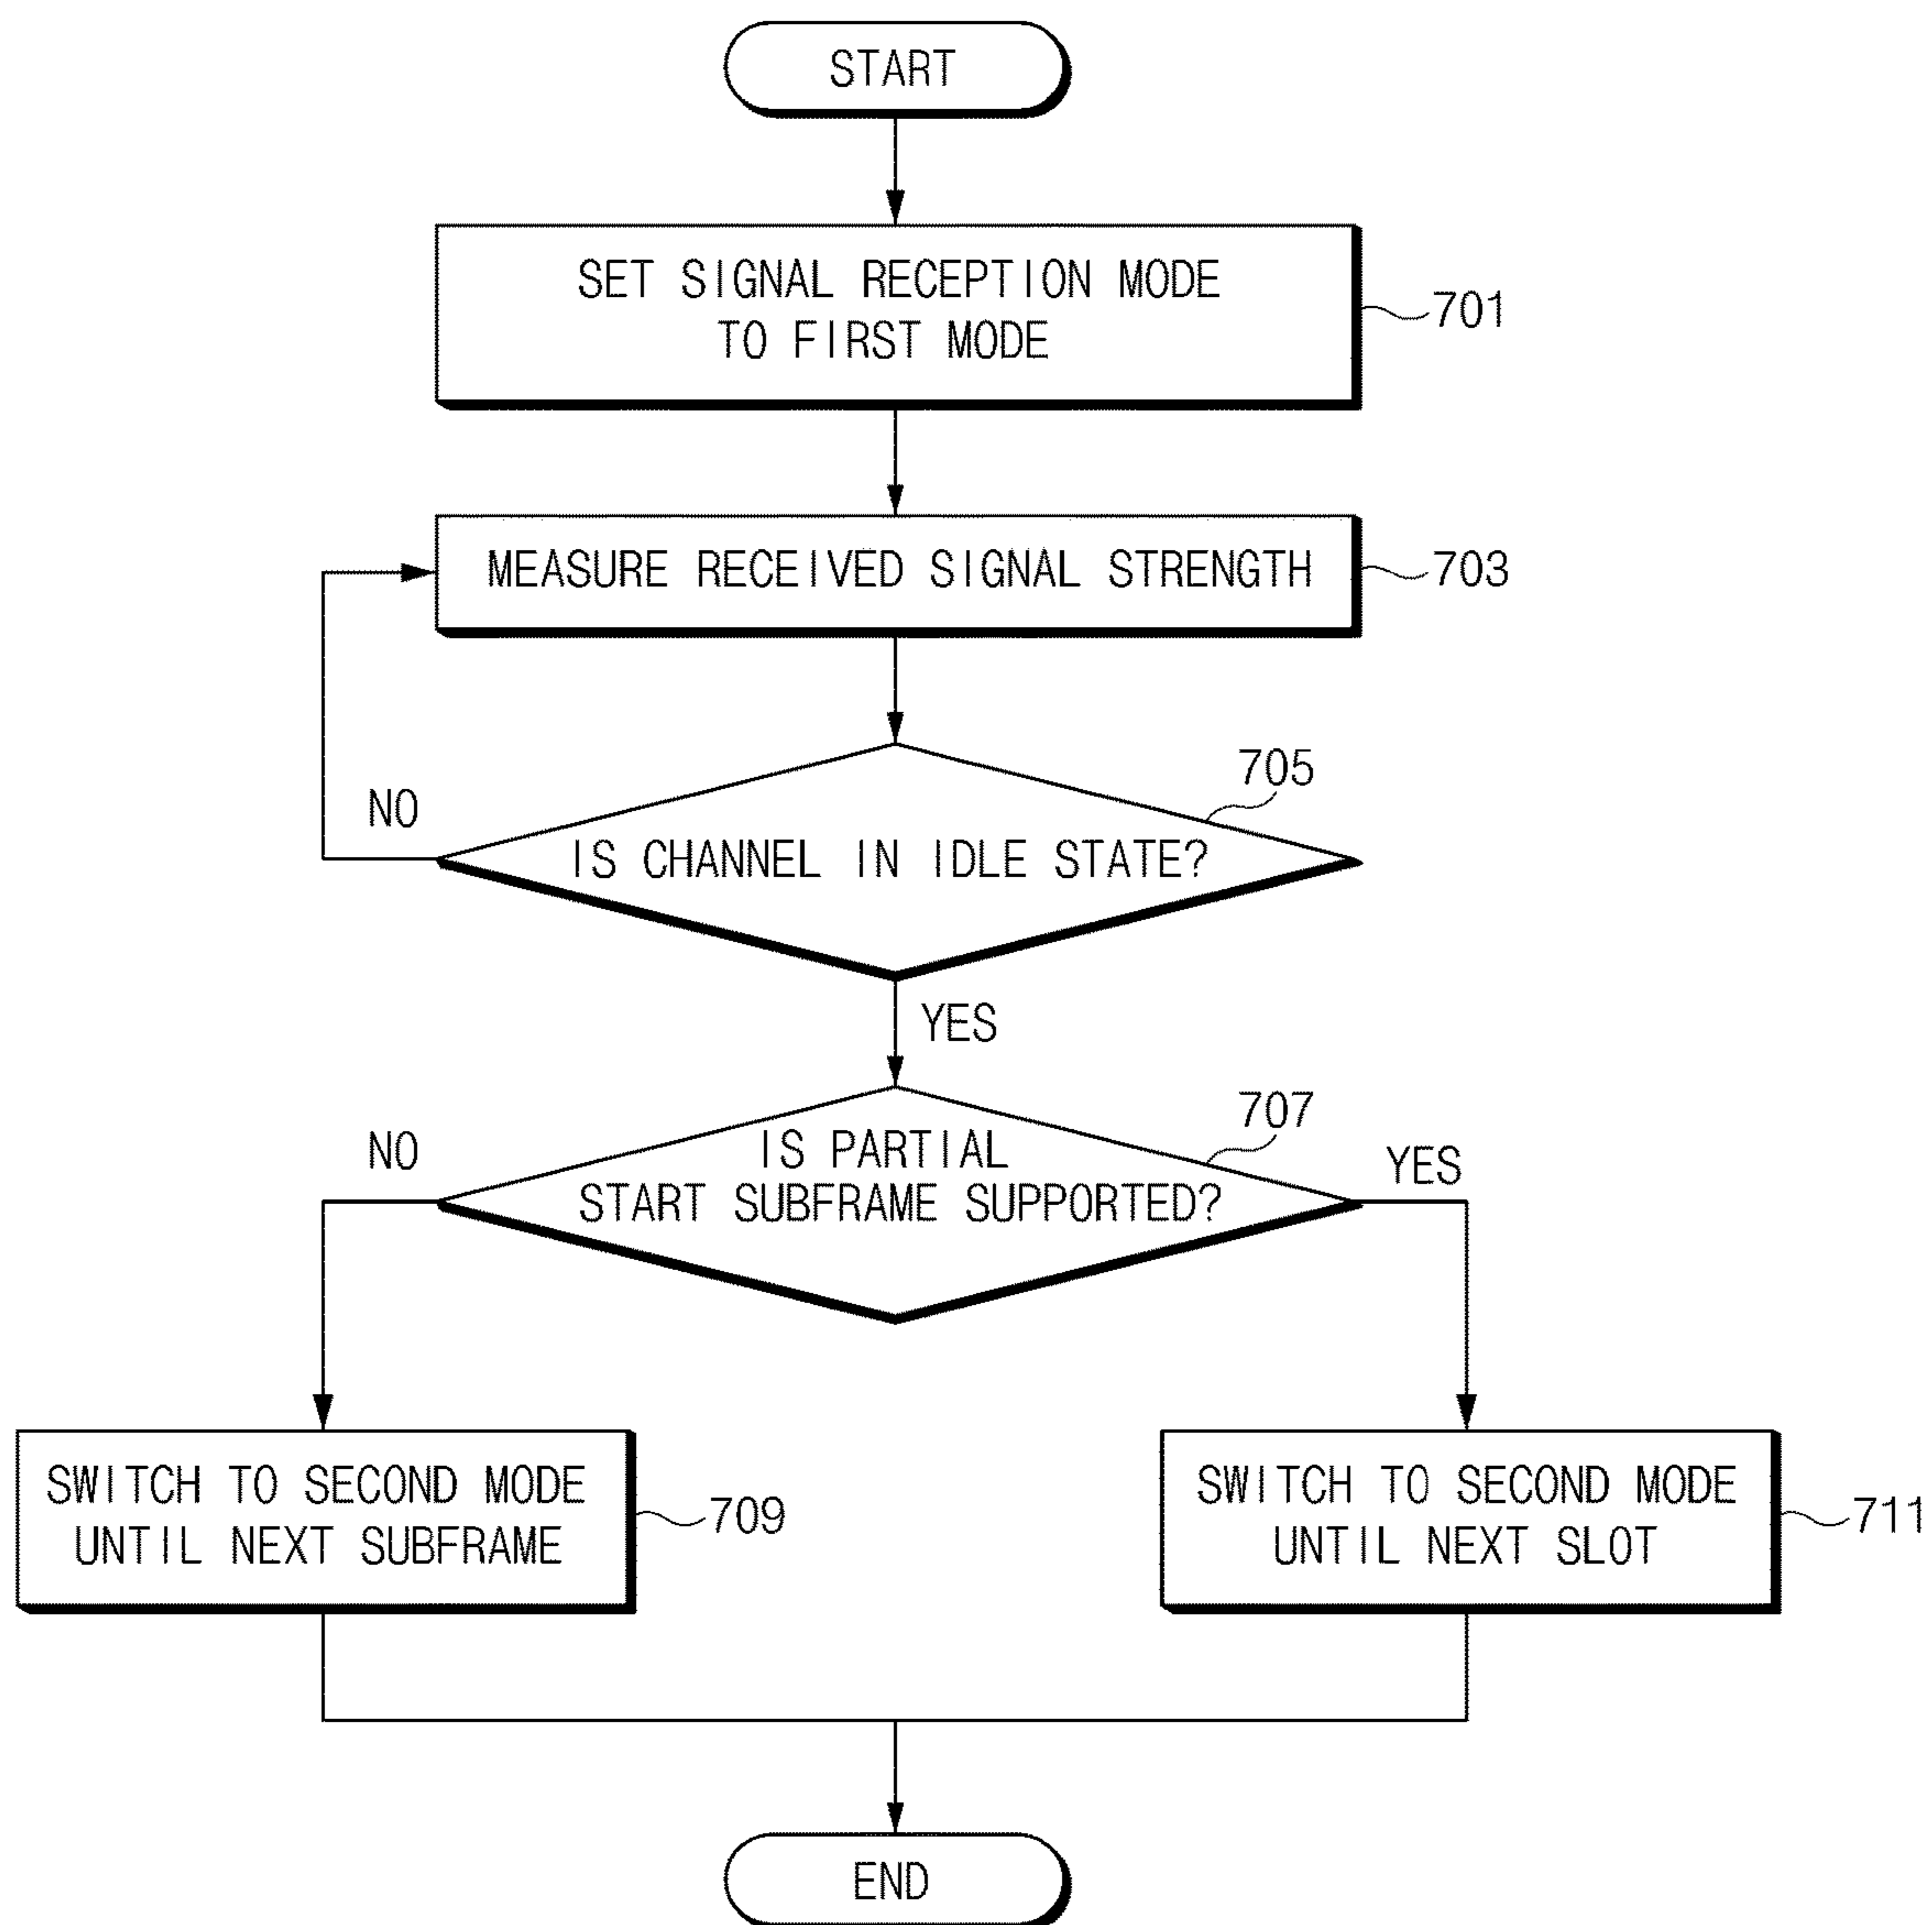 START
SET SIGNAL RECEPTION MODE
TO FIRST MODE
701
MEASURE RECEIVED SIGNAL STRENGTH
703
705
NO
IS CHANNEL IN IDLE STATE?
YES
707
NO
IS PARTIAL
START SUBFRAME SUPPORTED?
YES
SWITCH TO SECOND MODE
UNTIL NEXT SUBFRAME
709
SWITCH TO SECOND MODE
UNTIL NEXT SLOT
711
END